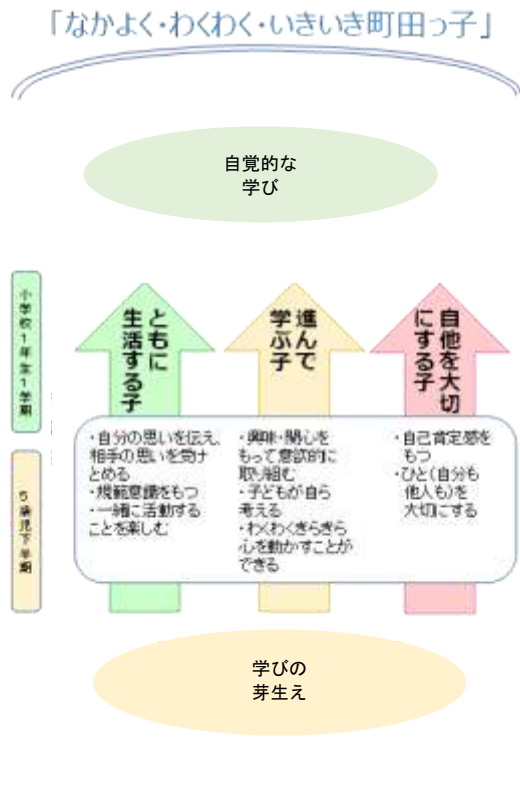 「なかよく・わくわく・いきいき町田っ子」
自覚的な
学び
小学校1年生1学期
5歳児下半期
ともに
生活する子
進んで
学ぶ子
自他を大切
にする子
・自分の思いを伝え、
相手の思いを受け
とめる
・規範意識をもつ
・一緒に活動する
ことを楽しむ
・興味・関心を
もって意欲的に
取り組む
・子どもが自ら
考える
・わくわくきらきら
心を動かすことが
できる
・自己肯定感を
もつ
・ひと(自分も
他人も)を
大切にする
学びの
芽生え